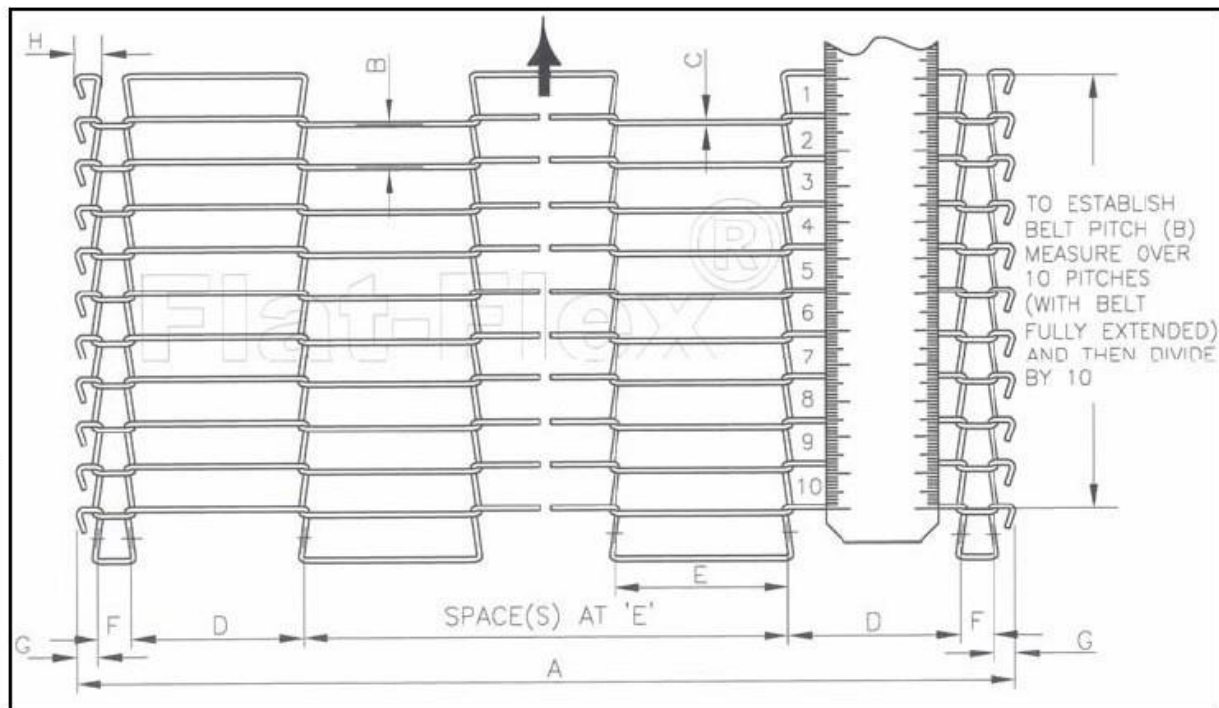 H
B
C
1
2
3
4
5
6
7
8
9
10
Flat-Flex®
TO ESTABLISH
BELT PITCH (B)
MEASURE OVER
10 PITCHES
(WITH BELT
FULLY EXTENDED)
AND THEN DIVIDE
BY 10
E
SPACE(S) AT 'E'
F
D
D
F
G
G
A